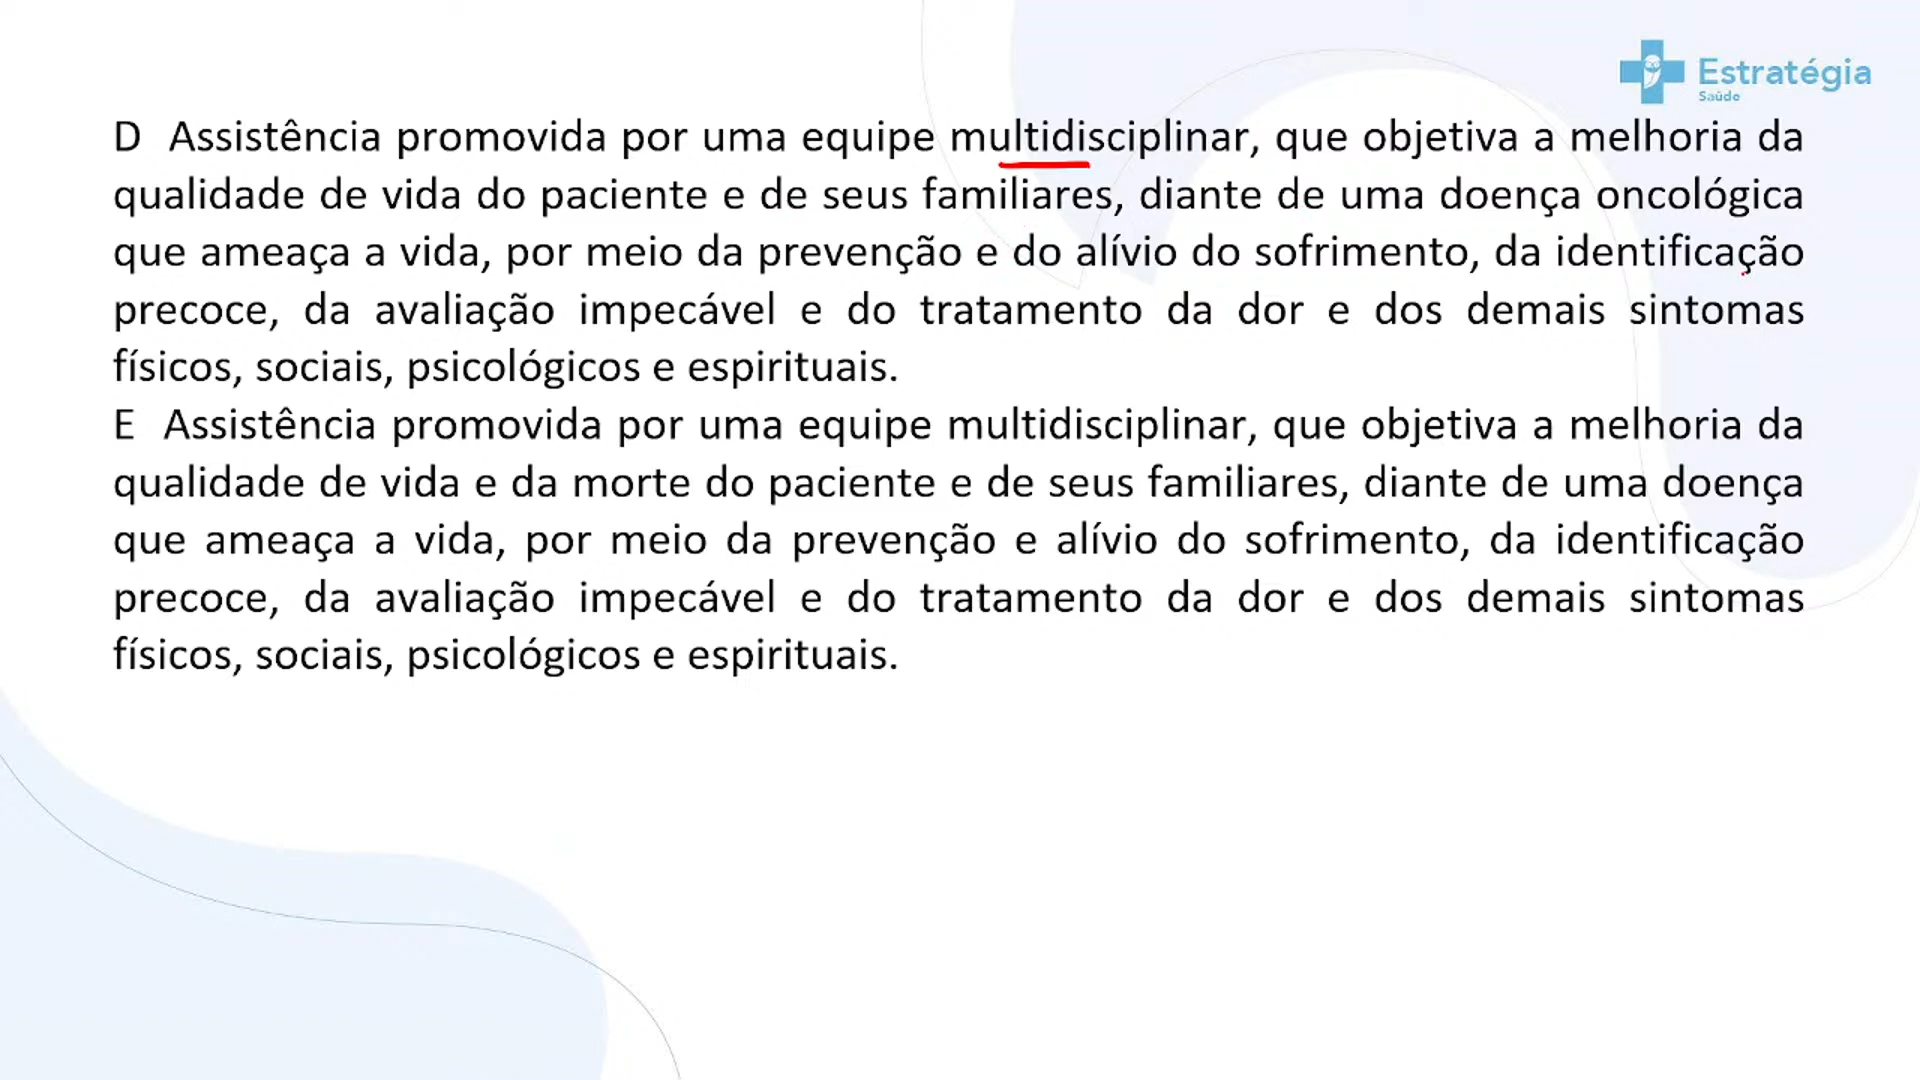 Estratégia
Saúde
D Assistência promovida por uma equipe multidisciplinar, que objetiva a melhoria da
qualidade de vida do paciente e de seus familiares, diante de uma doença oncológica
que ameaça a vida, por meio da prevenção e do alívio do sofrimento, da identificação
precoce, da avaliação impecável e do tratamento da dor e dos demais sintomas
físicos, sociais, psicológicos e espirituais.
E Assistência promovida por uma equipe multidisciplinar, que objetiva a melhoria da
qualidade de vida e da morte do paciente e de seus familiares, diante de uma doença
que ameaça a vida, por meio da prevenção e alívio do sofrimento, da identificação
precoce, da avaliação impecável e do tratamento da dor e dos demais sintomas
físicos, sociais, psicológicos e espirituais.